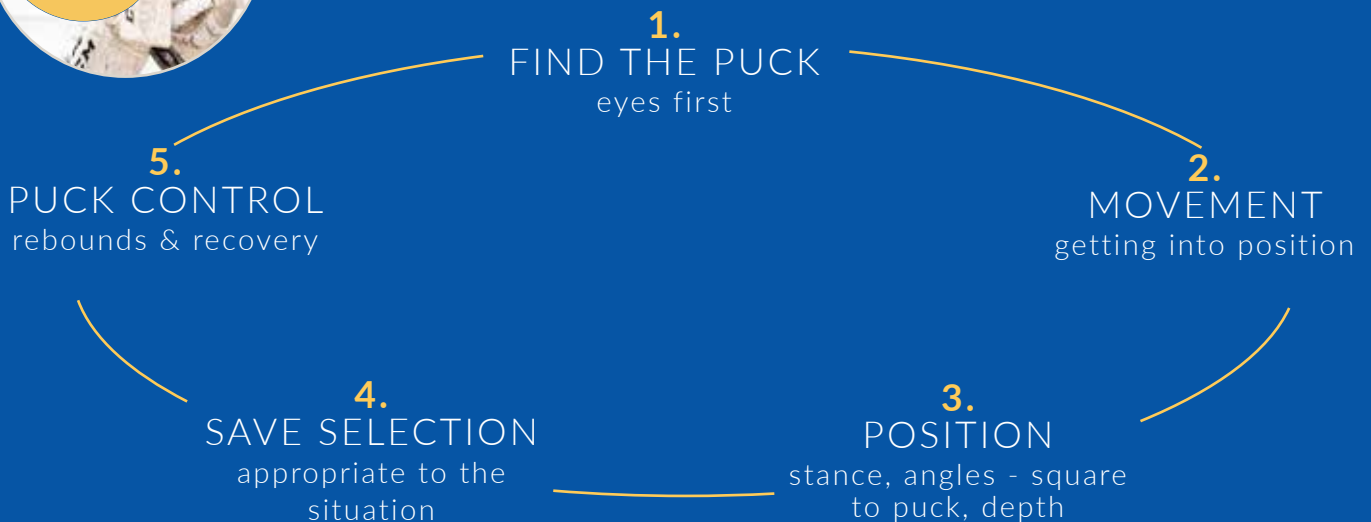 1.
FIND THE PUCK
eyes first
2.
MOVEMENT
getting into position
3.
POSITION
stance, angles - square
to puck, depth
4.
SAVE SELECTION
appropriate to the
situation
5.
PUCK CONTROL
rebounds & recovery